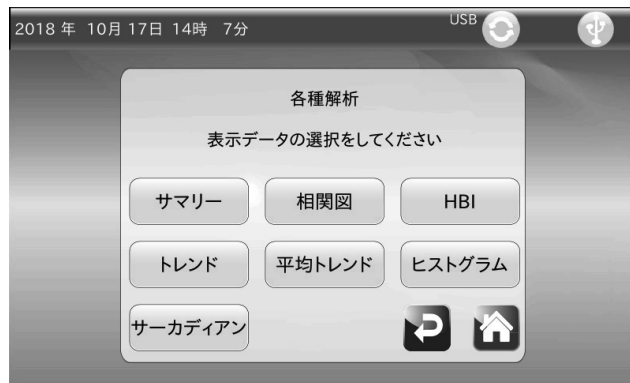 2018 年 10月 17日 14時 7分 USB
各種解析
表示データの選択をしてください
サマリー 相関図 HBI
トレンド 平均トレンド ヒストグラム
サーカディアン